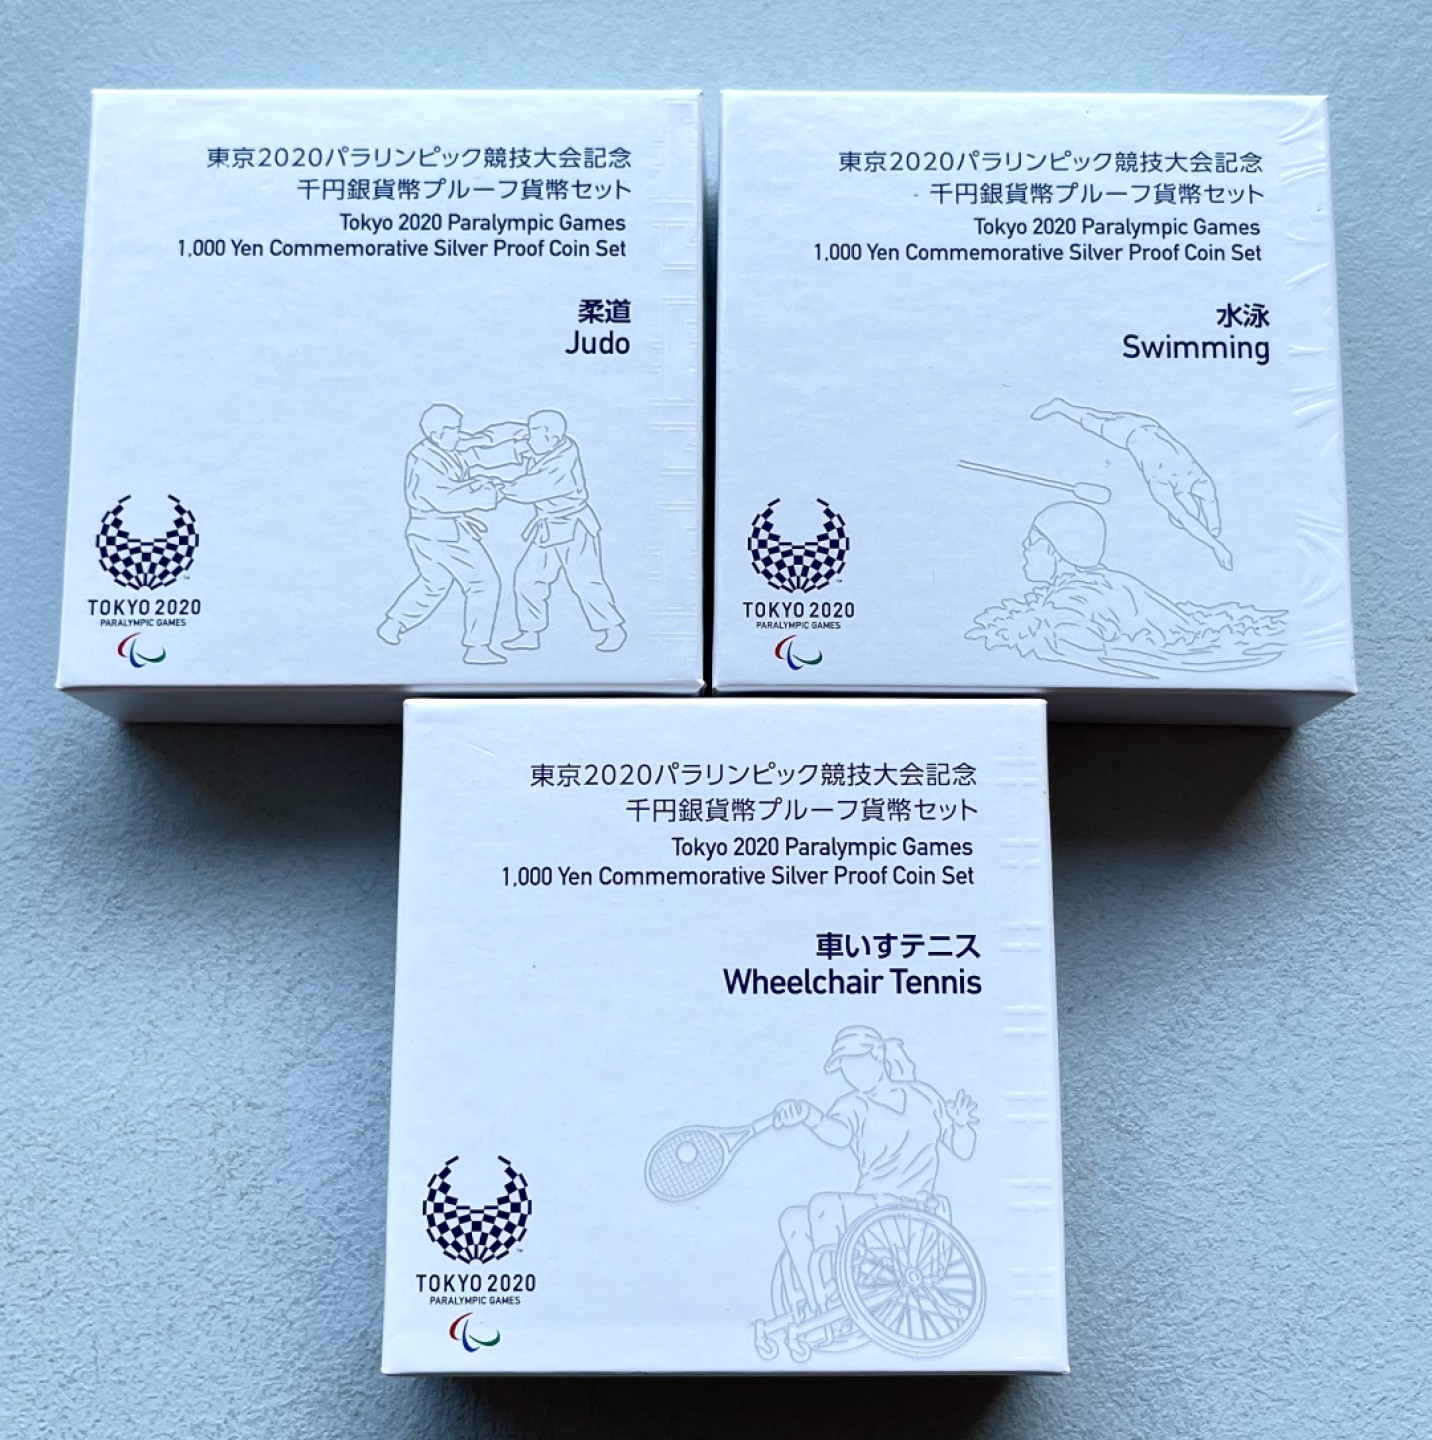 東京2020パラリンピック競技大会記念
千円銀貨幣プルーフ貨幣セット
Tokyo 2020 Paralympic Games
1,000 Yen Commemorative Silver Proof Coin Set
柔道
Judo
TOKYO 2020
PARALYMPIC GAMES
東京2020パラリンピック競技大会記念
千円銀貨幣プルーフ貨幣セット
Tokyo 2020 Paralympic Games
1,000 Yen Commemorative Silver Proof Coin Set
水泳
Swimming
TOKYO 2020
PARALYMPIC GAMES
東京2020パラリンピック競技大会記念
千円銀貨幣プルーフ貨幣セット
Tokyo 2020 Paralympic Games
1,000 Yen Commemorative Silver Proof Coin Set
車いすテニス
Wheelchair Tennis
TOKYO 2020
PARALYMPIC GAMES